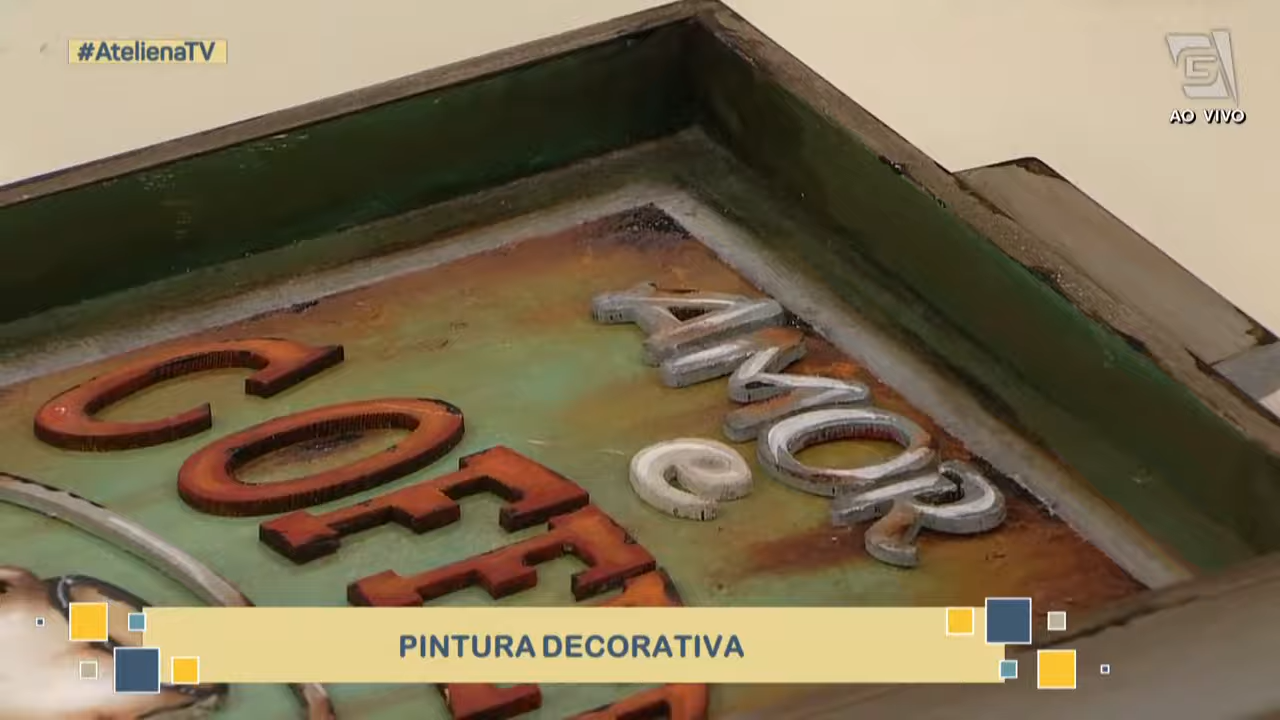 #AtelienaTV
AO VIVO
AMOR
e
COFFE
PINTURA DECORATIVA